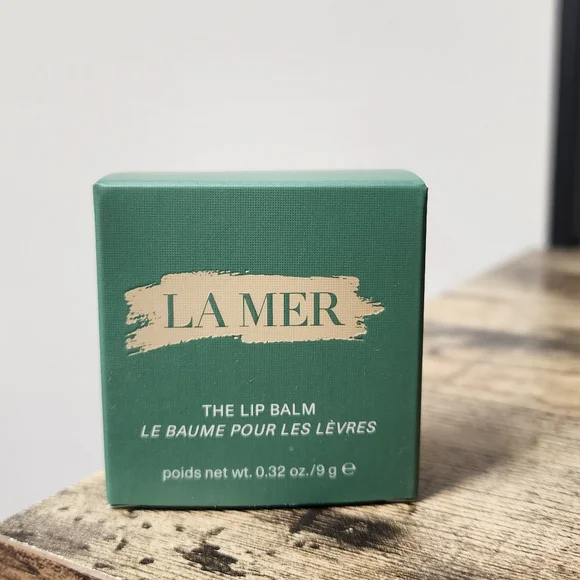 LA MER
THE LIP BALM
LE BAUME POUR LES LÈVRES
poids net wt. 0.32 oz./9 g ℮